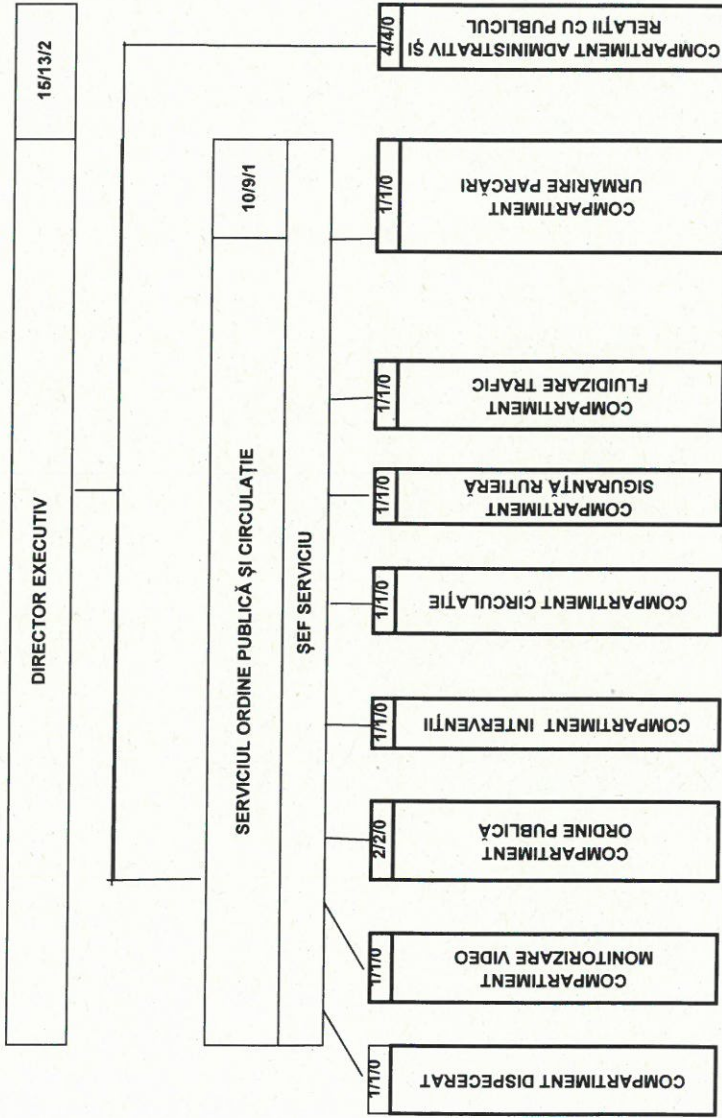 DIRECTOR EXECUTIV
15/13/2
SERVICIUL ORDINE PUBLICĂ ȘI CIRCULAȚIE
10/9/1
ȘEF SERVICIU
1/1/0
COMPARTIMENT DISPECERAT
1/1/0
COMPARTIMENT
MONITORIZARE VIDEO
2/2/0
COMPARTIMENT
ORDINE PUBLICĂ
1/1/0
COMPARTIMENT INTERVENȚII
1/1/0
COMPARTIMENT CIRCULAȚIE
1/1/0
COMPARTIMENT
SIGURANȚĂ RUTIERĂ
1/1/0
COMPARTIMENT
FLUIDIZARE TRAFIC
1/1/0
COMPARTIMENT
URMĂRIRE PARCĂRI
4/4/0
COMPARTIMENT ADMINISTRATIV ȘI
RELAȚII CU PUBLICUL